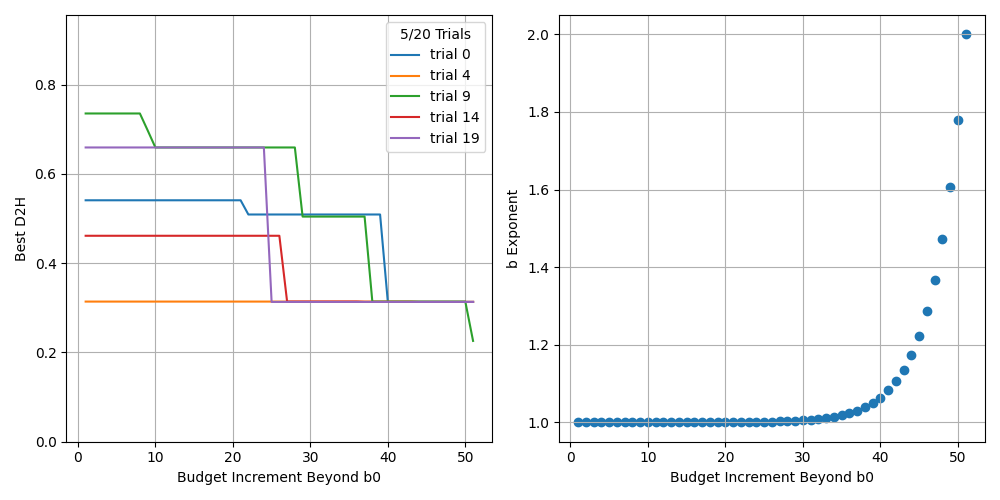 5/20 Trials
trial 0
trial 4
trial 9
trial 14
trial 19
0.8
0.6
0.4
0.2
0.0
Best D2H
0 10 20 30 40 50
Budget Increment Beyond b0
2.0
1.8
1.6
1.4
1.2
1.0
b Exponent
0 10 20 30 40 50
Budget Increment Beyond b0